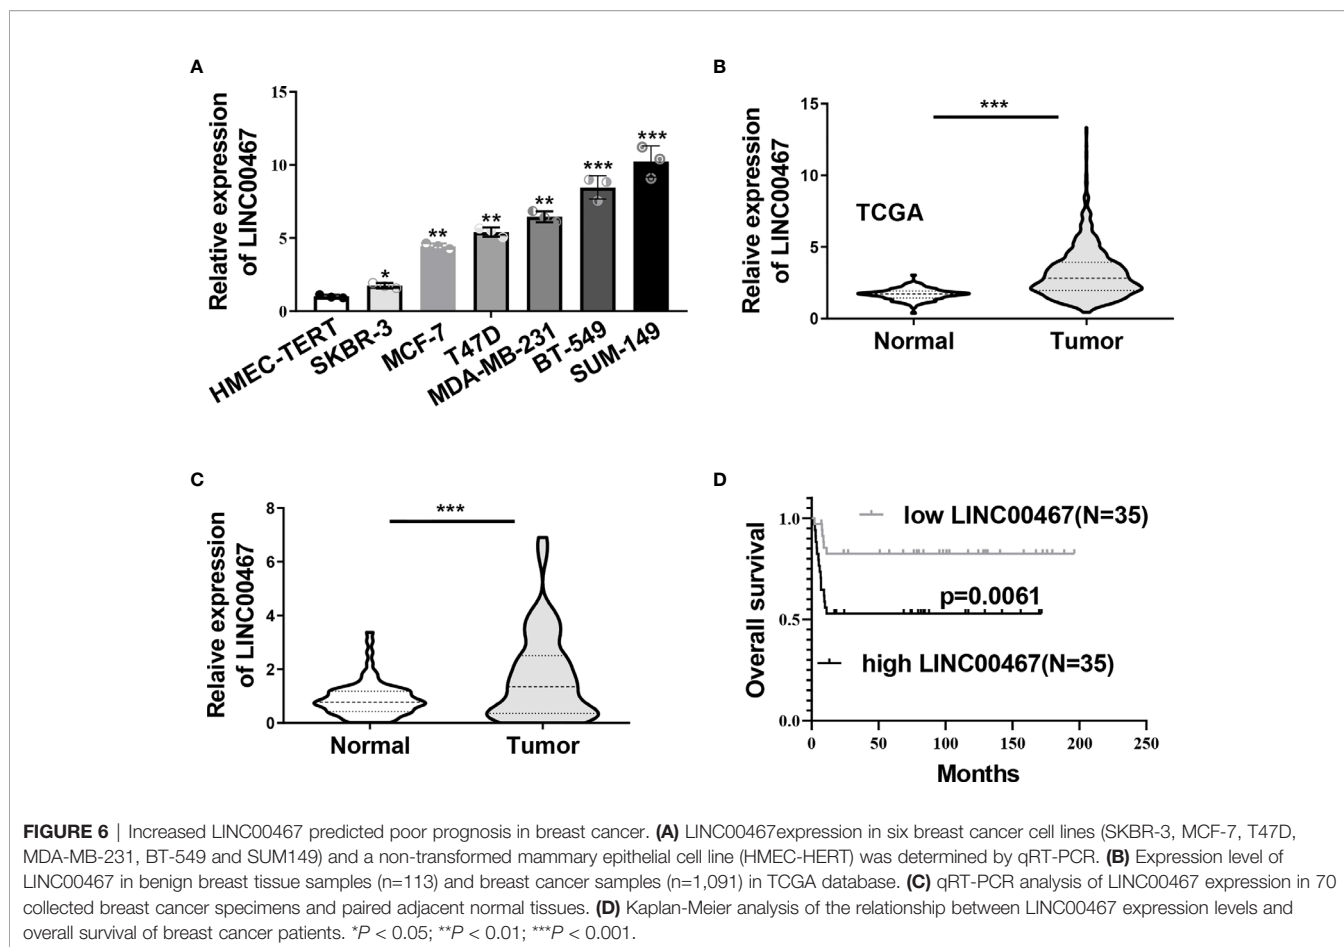 A
Relative expression
of LINC00467
15
10
5
0
*
**
**
**
***
***
HMEC-TERT
SKBR-3
MCF-7
T47D
MDA-MB-231
BT-549
SUM-149
B
Relaive expression
of LINC00467
15
10
5
0
TCGA
***
Normal
Tumor
C
Relaive expression
of LINC00467
8
6
4
2
0
***
Normal
Tumor
D
Overall survival
1.0
0.5
0.0
low LINC00467(N=35)
p=0.0061
high LINC00467(N=35)
0
50
100
150
200
250
Months
FIGURE 6 | Increased LINC00467 predicted poor prognosis in breast cancer. (A) LINC00467expression in six breast cancer cell lines (SKBR-3, MCF-7, T47D,
MDA-MB-231, BT-549 and SUM149) and a non-transformed mammary epithelial cell line (HMEC-HERT) was determined by qRT-PCR. (B) Expression level of
LINC00467 in benign breast tissue samples (n=113) and breast cancer samples (n=1,091) in TCGA database. (C) qRT-PCR analysis of LINC00467 expression in 70
collected breast cancer specimens and paired adjacent normal tissues. (D) Kaplan-Meier analysis of the relationship between LINC00467 expression levels and
overall survival of breast cancer patients. *P < 0.05; **P < 0.01; ***P < 0.001.